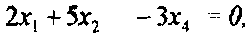 2x₁ + 5x₂ − 3x₄ = 0,